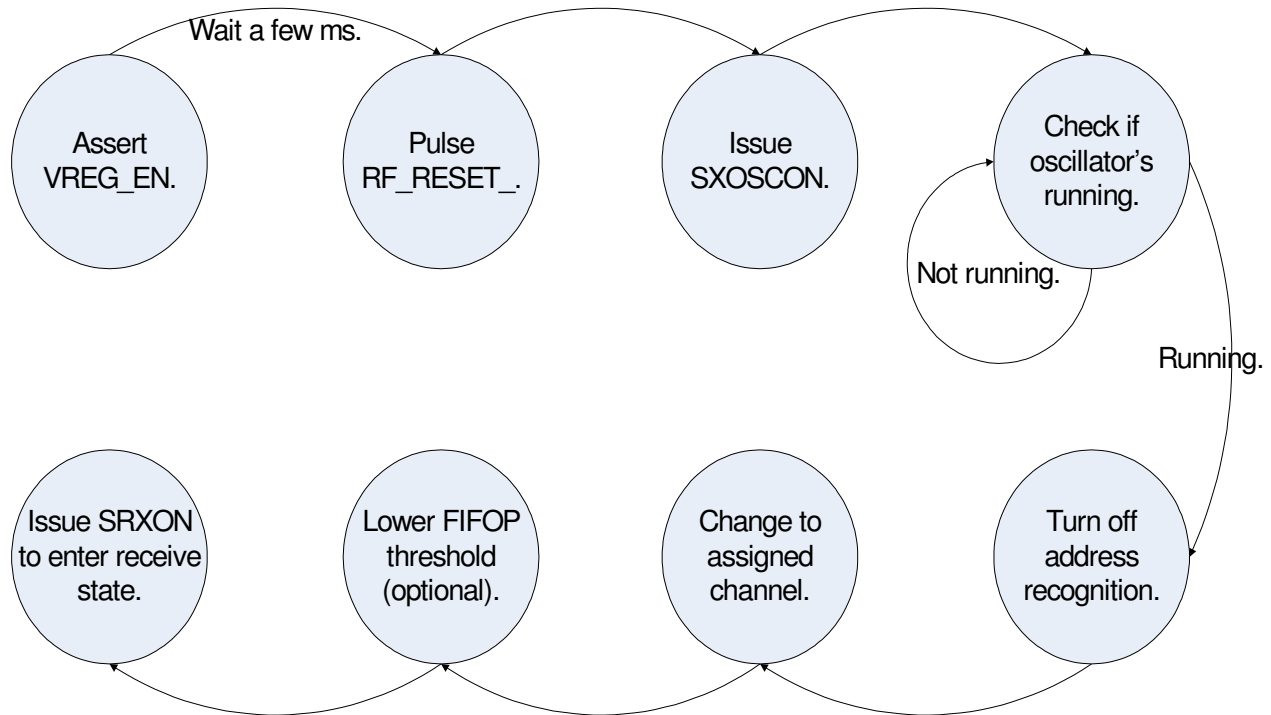 Wait a few ms.
Assert
VREG_EN.
Pulse
RF_RESET_.
Issue
SXOSCON.
Check if
oscillator’s
running.
Not running.
Running.
Issue SRXON
to enter receive
state.
Lower FIFOP
threshold
(optional).
Change to
assigned
channel.
Turn off
address
recognition.